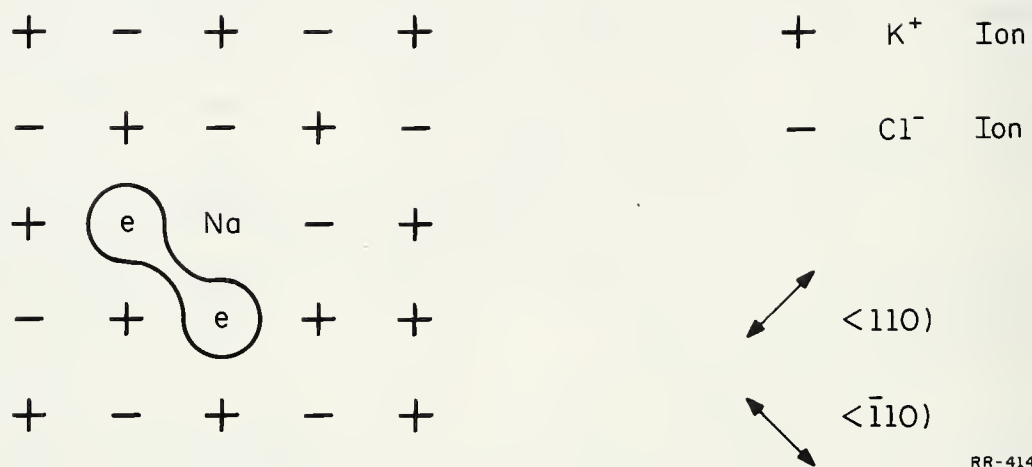 + − + − + + K⁺ Ion
− + − + − − Cl⁻ Ion
+ e Na − +
− + e + + <110)
+ − + − + <1̄10)
RR-414